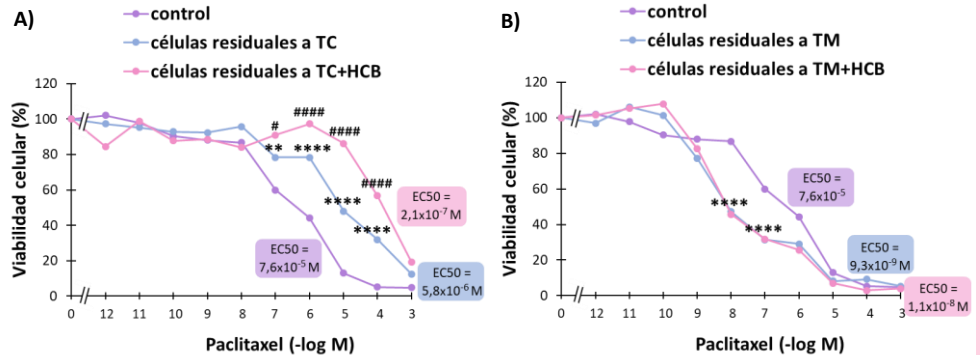 A)
control
células residuales a TC
células residuales a TC+HCB
Viabilidad celular (%)
120
100
80
60
40
20
0
#
####
####
####
**
****
****
****
EC50 =
2,1x10-7 M
EC50 =
7,6x10-5 M
EC50 =
5,8x10-6 M
0 12 11 10 9 8 7 6 5 4 3
Paclitaxel (-log M)
B)
control
células residuales a TM
células residuales a TM+HCB
Viabilidad celular (%)
120
100
80
60
40
20
0
****
****
EC50 =
7,6x10-5
EC50 =
9,3x10-9 M
EC50 =
1,1x10-8 M
0 12 11 10 9 8 7 6 5 4 3
Paclitaxel (-log M)